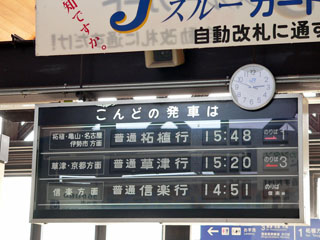 知ですか。
Jスルーカード
自動改札に通す
こんどの発車は
柘植・亀山・名古屋
伊勢市 方面
普通 柘植行 15:48 のりば
草津・京都方面 普通 草津行 15:20 のりば 3
信楽方面 普通 信楽行 14:51 のりば